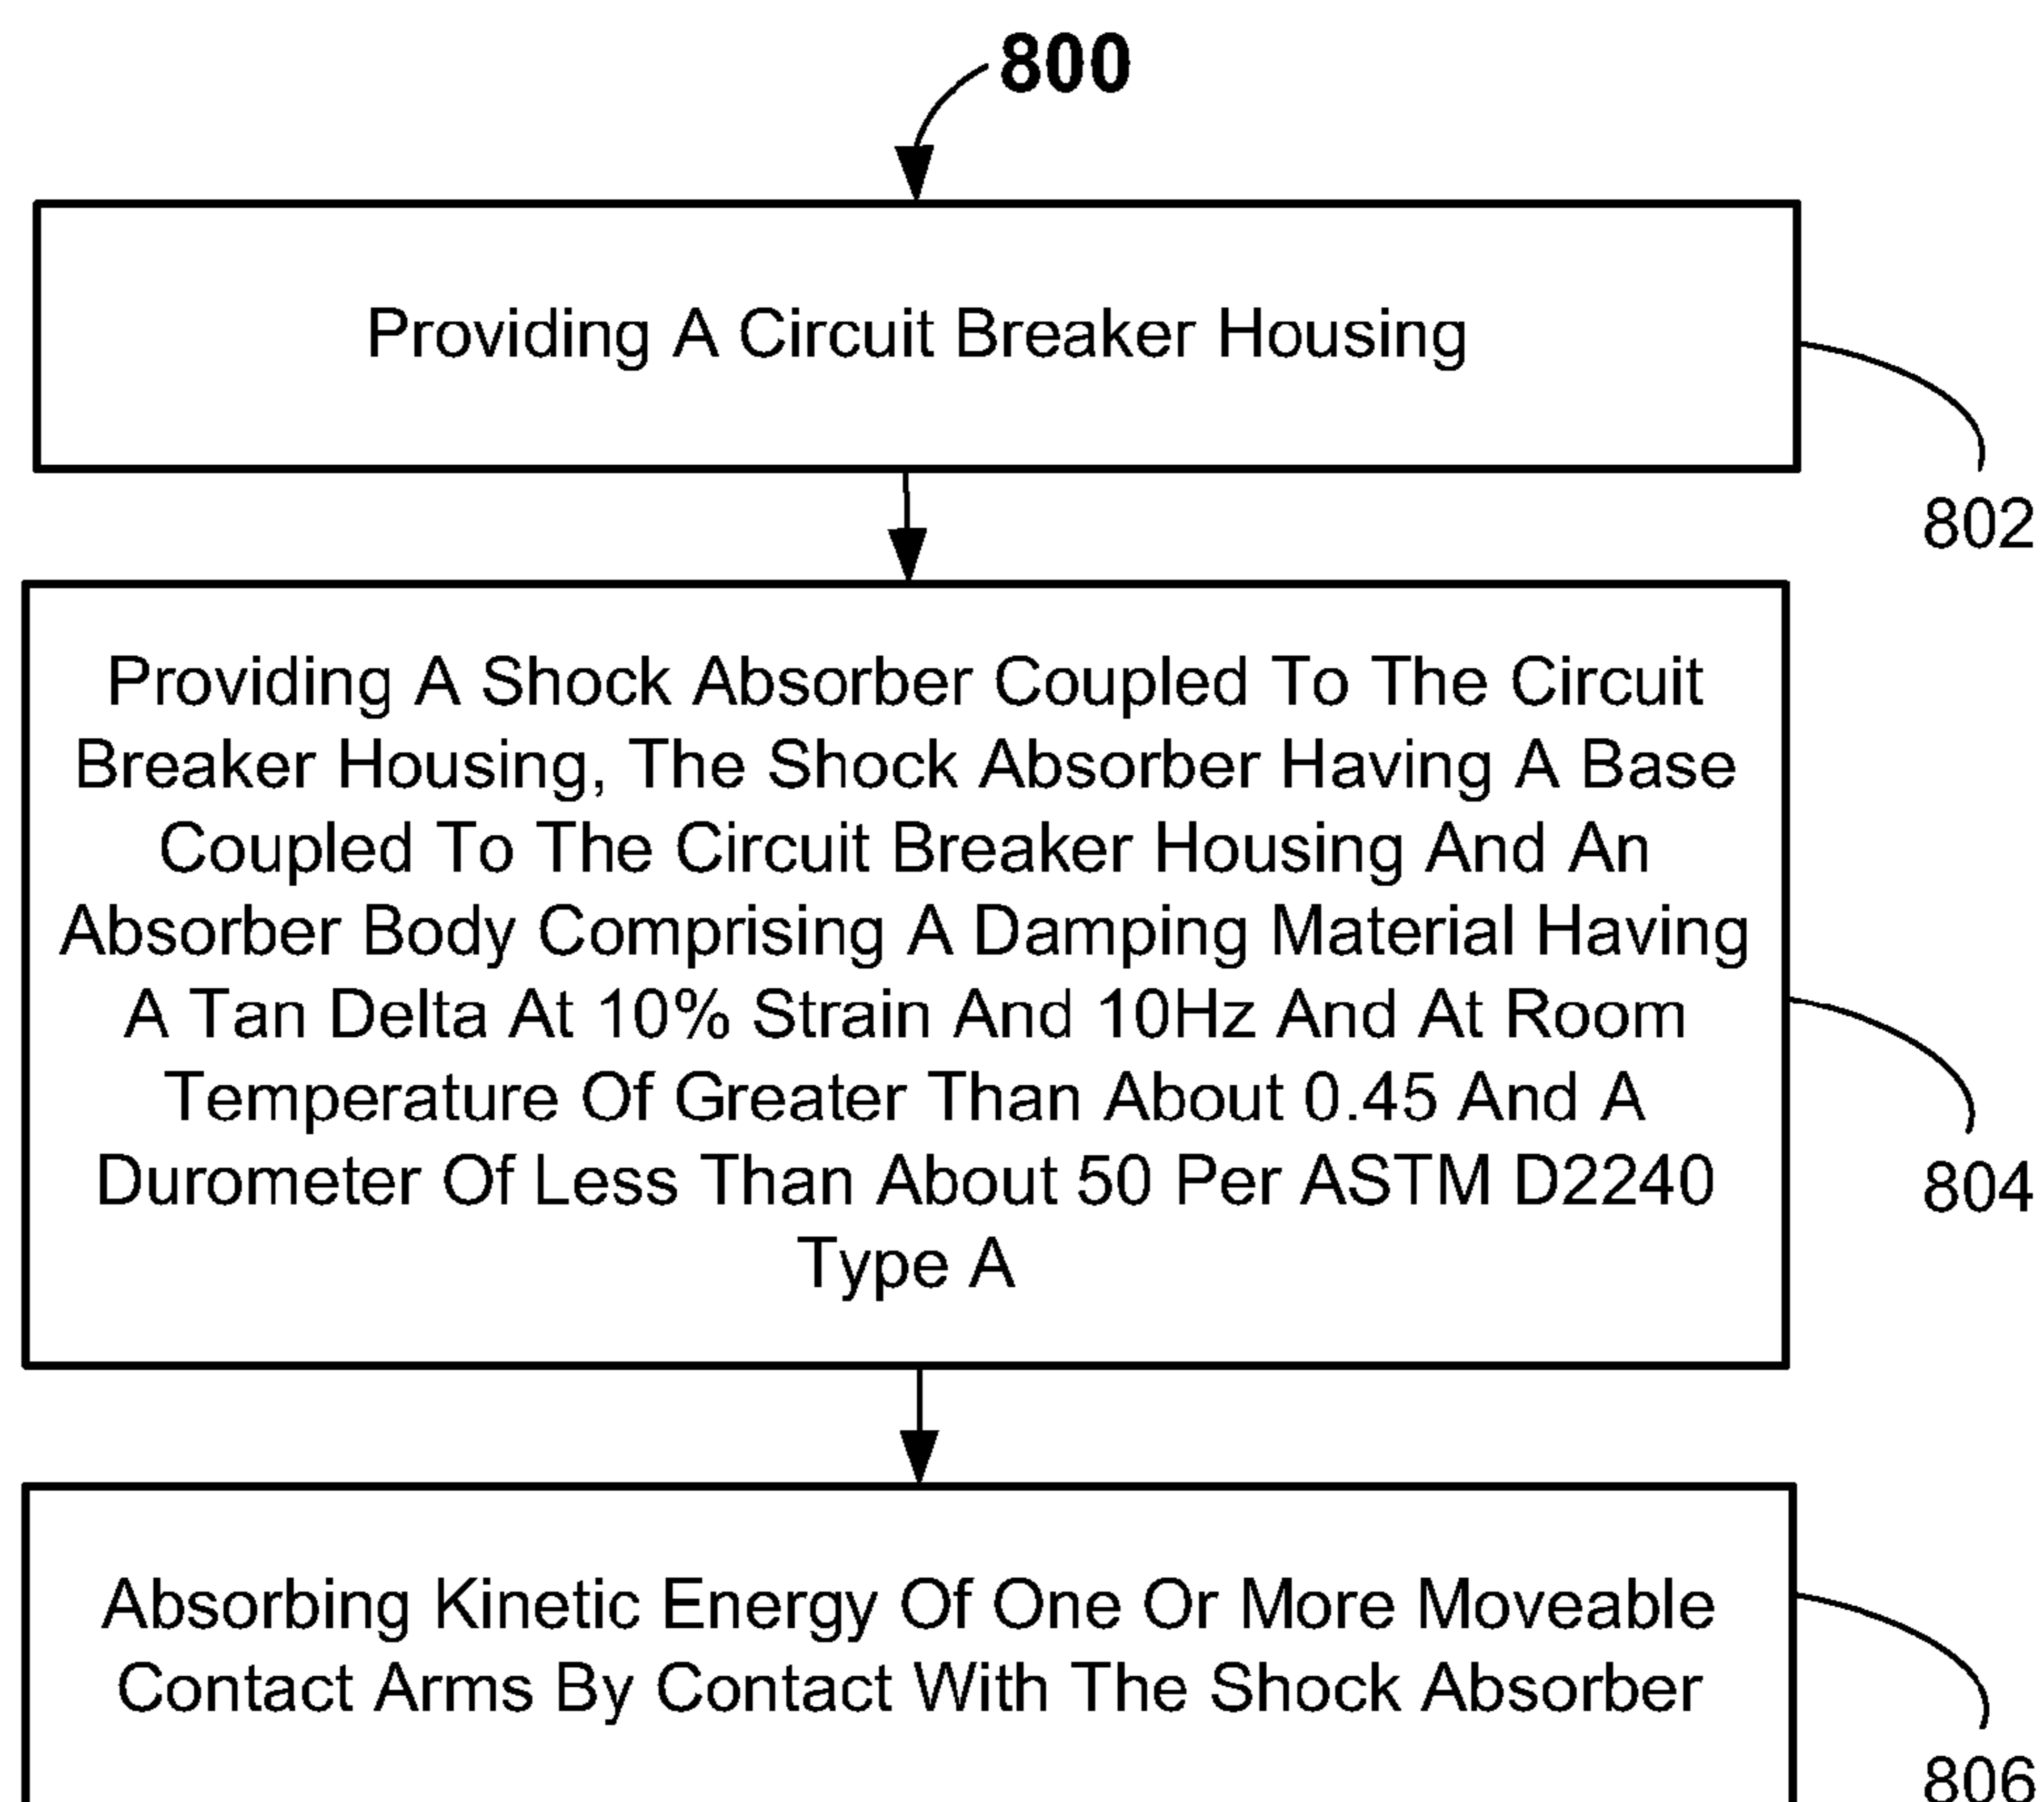 800
Providing A Circuit Breaker Housing
802
Providing A Shock Absorber Coupled To The Circuit
Breaker Housing, The Shock Absorber Having A Base
Coupled To The Circuit Breaker Housing And An
Absorber Body Comprising A Damping Material Having
A Tan Delta At 10% Strain And 10Hz And At Room
Temperature Of Greater Than About 0.45 And A
Durometer Of Less Than About 50 Per ASTM D2240
Type A
804
Absorbing Kinetic Energy Of One Or More Moveable
Contact Arms By Contact With The Shock Absorber
806